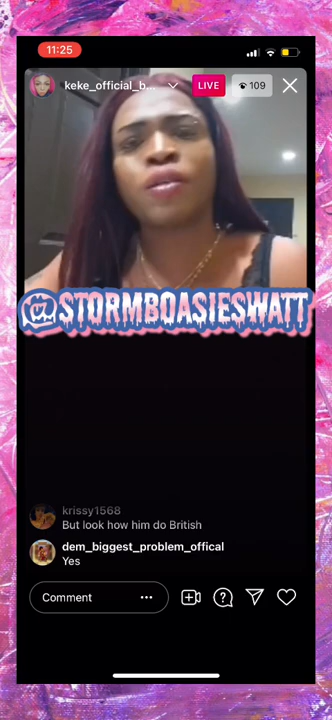 11:25
keke_official_b...
LIVE
109
@STORMBOASIESWATT
krissy1568
But look how him do British
dem_biggest_problem_offical
Yes
Comment